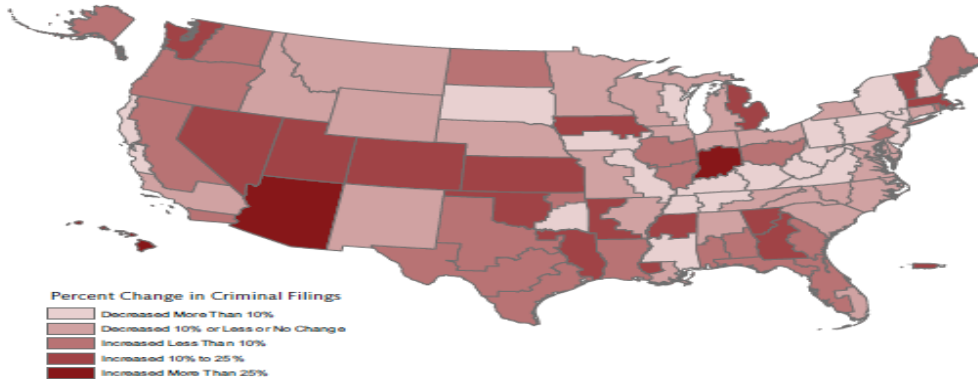 Percent Change in Criminal Filings
Decreased More Than 10%
Decreased 10% or Less or No Change
Increased Less Than 10%
Increased 10% to 25%
Increased More Than 25%